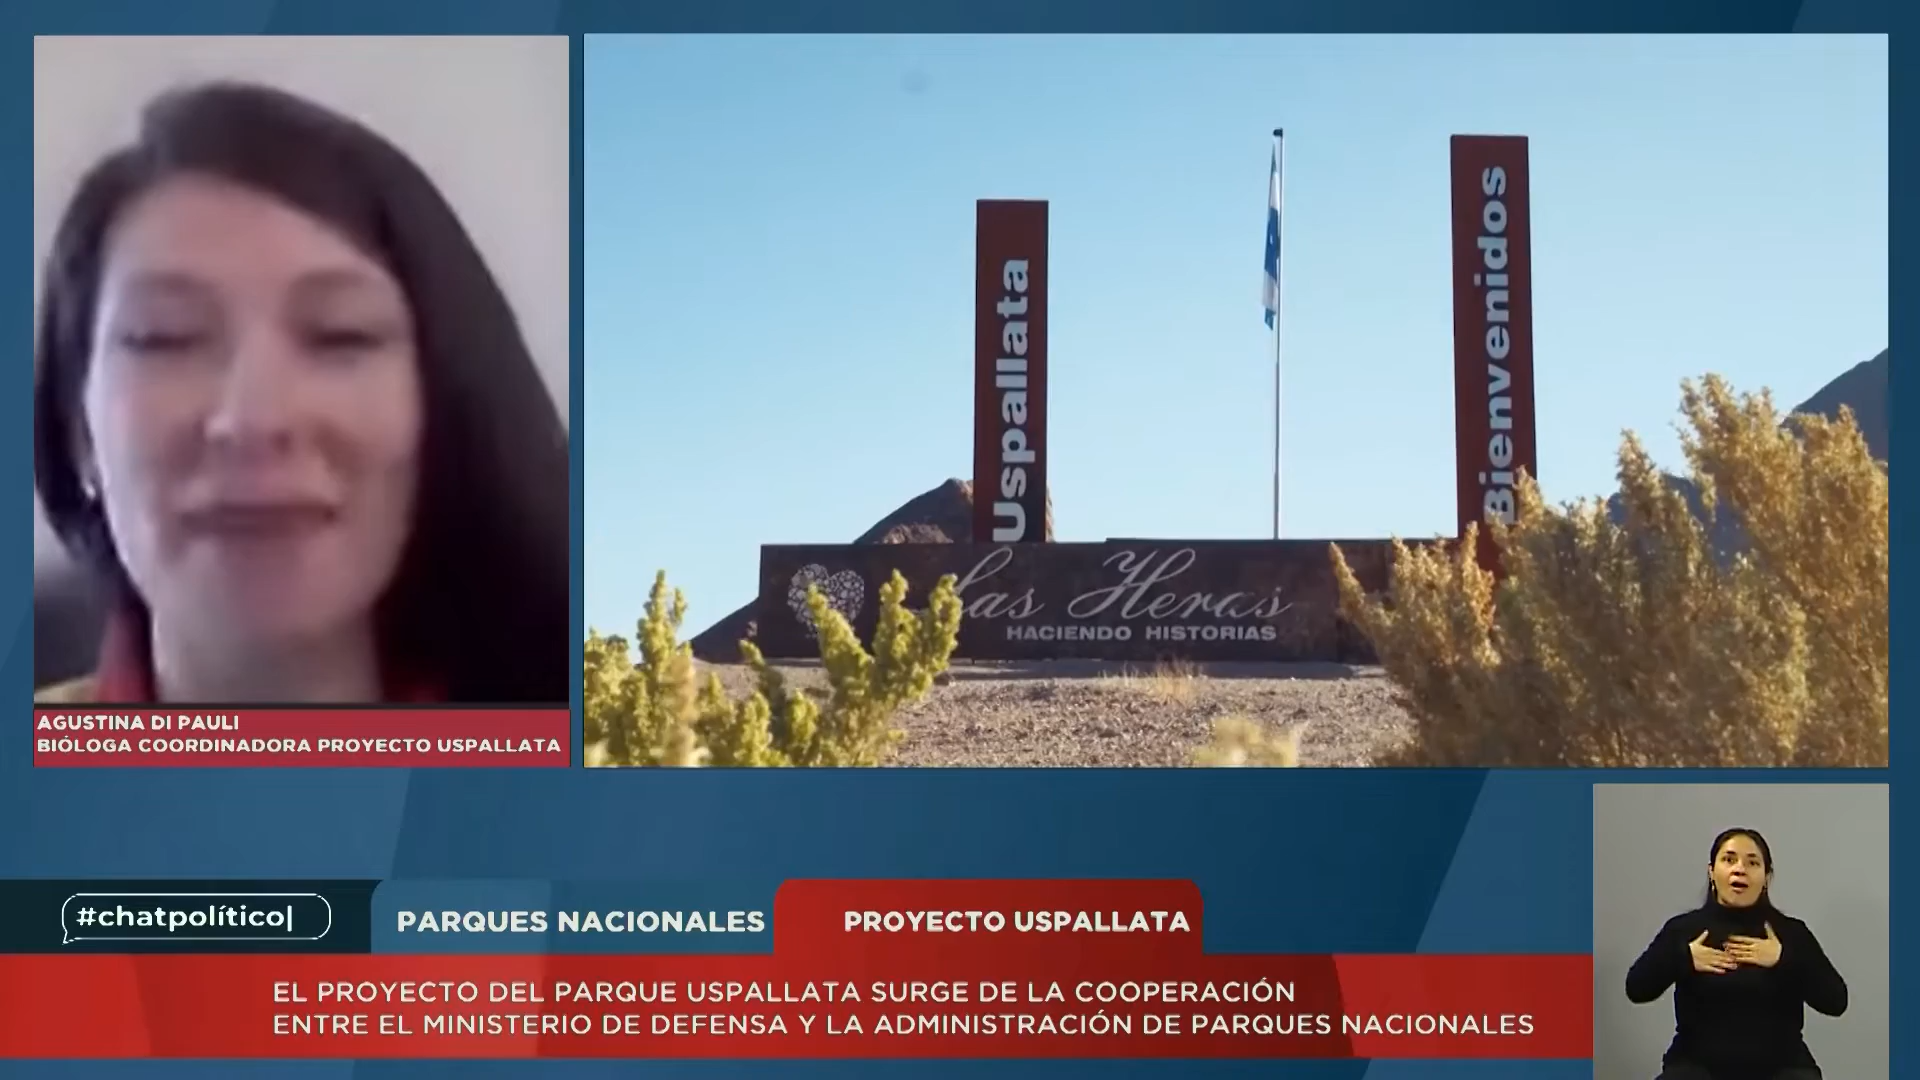 Uspallata
Bienvenidos
Las Heras
HACIENDO HISTORIAS
AGUSTINA DI PAULI
BIÓLOGA COORDINADORA PROYECTO USPALLATA
#chatpolítico|
PARQUES NACIONALES
PROYECTO USPALLATA
EL PROYECTO DEL PARQUE USPALLATA SURGE DE LA COOPERACIÓN
ENTRE EL MINISTERIO DE DEFENSA Y LA ADMINISTRACIÓN DE PARQUES NACIONALES